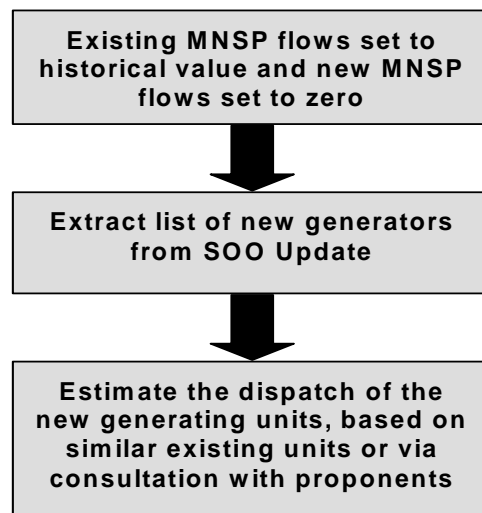 Existing MNSP flows set to
historical value and new MNSP
flows set to zero
Extract list of new generators
from SOO Update
Estimate the dispatch of the
new generating units, based on
similar existing units or via
consultation with proponents